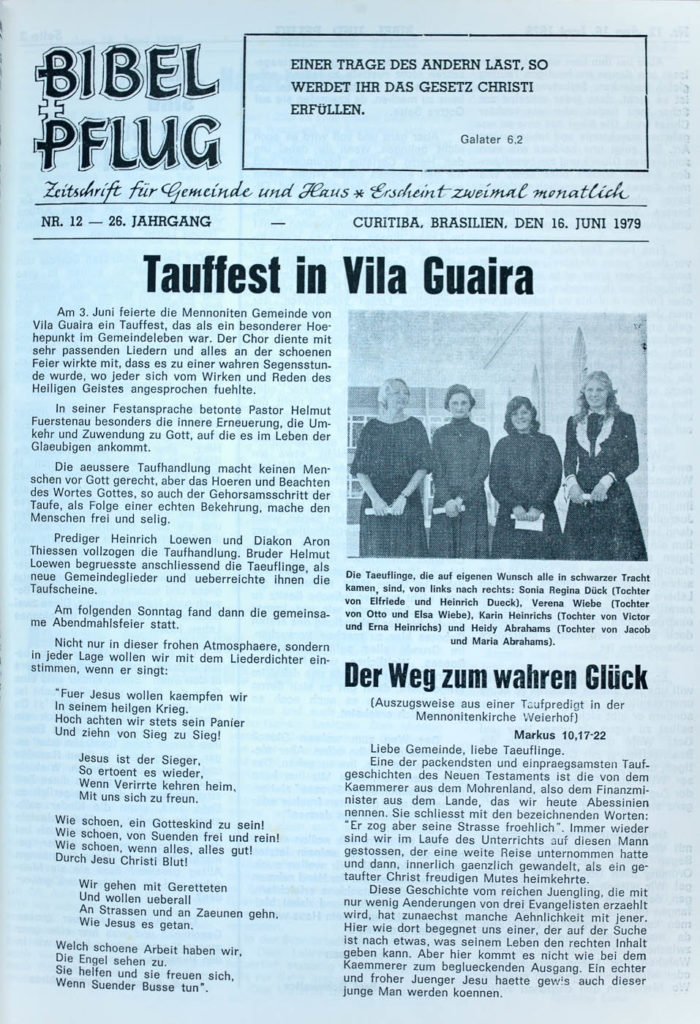 BIBEL
+ PFLUG
EINER TRAGE DES ANDERN LAST, SO
WERDET IHR DAS GESETZ CHRISTI
ERFÜLLEN.
Galater 6,2
Zeitschrift für Gemeinde und Haus * Erscheint zweimal monatlich
NR. 12 — 26. JAHRGANG — CURITIBA, BRASILIEN, DEN 16. JUNI 1979
Tauffest in Vila Guaira
Am 3. Juni feierte die Mennoniten Gemeinde von
Vila Guaira ein Tauffest, das als ein besonderer Hoe-
hepunkt im Gemeindeleben war. Der Chor diente mit
sehr passenden Liedern und alles an der schoenen
Feier wirkte mit, dass es zu einer wahren Segensstun-
de wurde, wo jeder sich vom Wirken und Reden des
Heiligen Geistes angesprochen fuehlte.
In seiner Festansprache betonte Pastor Helmut
Fuerstenau besonders die innere Erneuerung, die Um-
kehr und Zuwendung zu Gott, auf die es im Leben der
Glaeubigen ankommt.
Die aeussere Taufhandlung macht keinen Men-
schen vor Gott gerecht, aber das Hoeren und Beachten
des Wortes Gottes, so auch der Gehorsamsschritt der
Taufe, als Folge einer echten Bekehrung, mache den
Menschen frei und selig.
Prediger Heinrich Loewen und Diakon Aron
Thiessen vollzogen die Taufhandlung. Bruder Helmut
Loewen begruesste anschliessend die Taeuflinge, als
neue Gemeindeglieder und ueberreichte ihnen die
Taufscheine.
Am folgenden Sonntag fand dann die gemeinsa-
me Abendmahlsfeier statt.
Nicht nur in dieser frohen Atmosphaere, sondern
in jeder Lage wollen wir mit dem Liederdichter ein-
stimmen, wenn er singt:
"Fuer Jesus wollen kaempfen wir
In seinem heilgen Krieg.
Hoch achten wir stets sein Panier
Und ziehn von Sieg zu Sieg!
Jesus ist der Sieger,
So ertoent es wieder,
Wenn Verirrte kehren heim,
Mit uns sich zu freun.
Wie schoen, ein Gotteskind zu sein!
Wie schoen, von Suenden frei und rein!
Wie schoen, wenn alles, alles gut!
Durch Jesu Christi Blut!
Wir gehen mit Geretteten
Und wollen ueberall
An Strassen und an Zaeunen gehn.
Wie Jesus es getan.
Welch schoene Arbeit haben wir,
Die Engel sehen zu.
Sie helfen und sie freuen sich,
Wenn Suender Busse tun".
Die Taeuflinge, die auf eigenen Wunsch alle in schwarzer Tracht
kamen, sind, von links nach rechts: Sonia Regina Dück (Tochter
von Elfriede und Heinrich Dueck), Verena Wiebe (Tochter
von Otto und Elsa Wiebe), Karin Heinrichs (Tochter von Victor
und Erna Heinrichs) und Heidy Abrahams (Tochter von Jacob
und Maria Abrahams).
Der Weg zum wahren Glück
(Auszugsweise aus einer Taufpredigt in der
Mennonitenkirche Weierhof)
Markus 10,17-22
Liebe Gemeinde, liebe Taeuflinge.
Eine der packendsten und einpraegsamsten Tauf-
geschichten des Neuen Testaments ist die von dem
Kaemmerer aus dem Mohrenland, also dem Finanzmi-
nister aus dem Lande, das wir heute Abessinien
nennen. Sie schliesst mit den bezeichnenden Worten:
"Er zog aber seine Strasse froehlich". Immer wieder
sind wir im Laufe des Unterrichts auf diesen Mann
gestossen, der eine weite Reise unternommen hatte
und dann, innerlich gaenzlich gewandelt, als ein ge-
taufter Christ freudigen Mutes heimkehrte.
Diese Geschichte vom reichen Juengling, die mit
nur wenig Aenderungen von drei Evangelisten erzaehlt
wird, hat zunaechst manche Aehnlichkeit mit jener.
Hier wie dort begegnet uns einer, der auf der Suche
ist nach etwas, was seinem Leben den rechten Inhalt
geben kann. Aber hier kommt es nicht wie bei dem
Kaemmerer zum beglueckenden Ausgang. Ein echter
und froher Juenger Jesu haette gewis auch dieser
junge Man werden koennen.